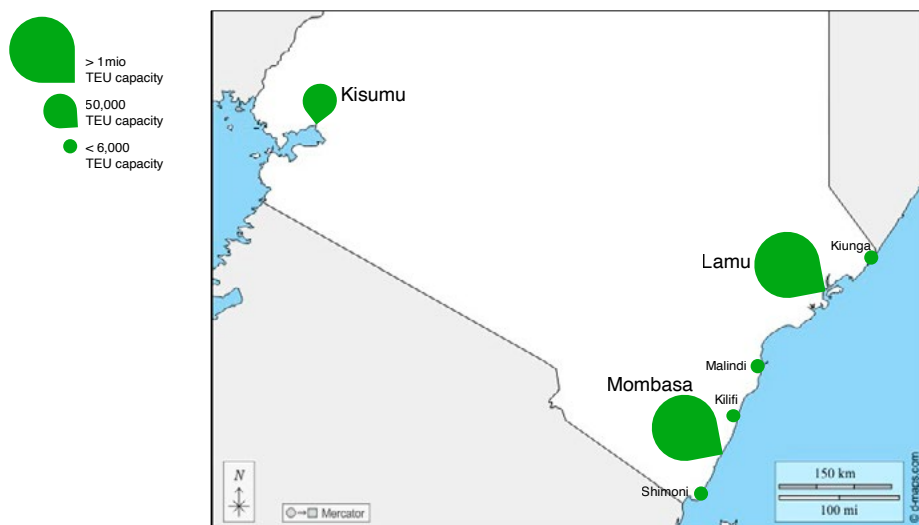 > 1mio
TEU capacity
50,000
TEU capacity
< 6,000
TEU capacity
Kisumu
Kiunga
Lamu
Malindi
Mombasa
Kilifi
Shimoni
N
Mercator
150 km
100 mi
© d-maps.com